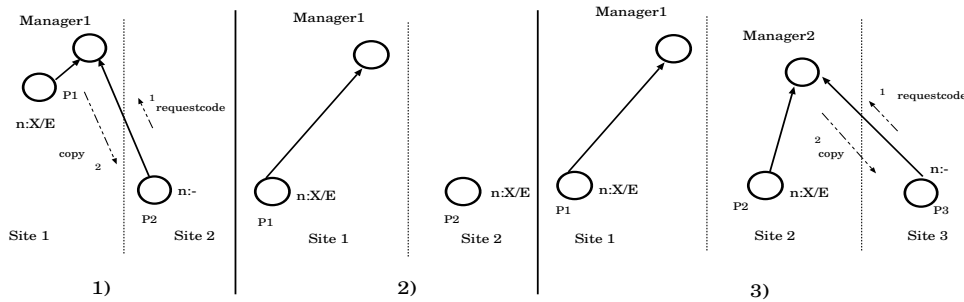 Manager1
P1
n:X/E
1
requestcode
copy
2
n:-
P2
Site 1
Site 2
1)
Manager1
n:X/E
P1
n:X/E
P2
Site 1
Site 2
2)
Manager1
Manager2
1
requestcode
2
copy
n:X/E
P1
n:X/E
P2
n:-
P3
Site 1
Site 2
Site 3
3)